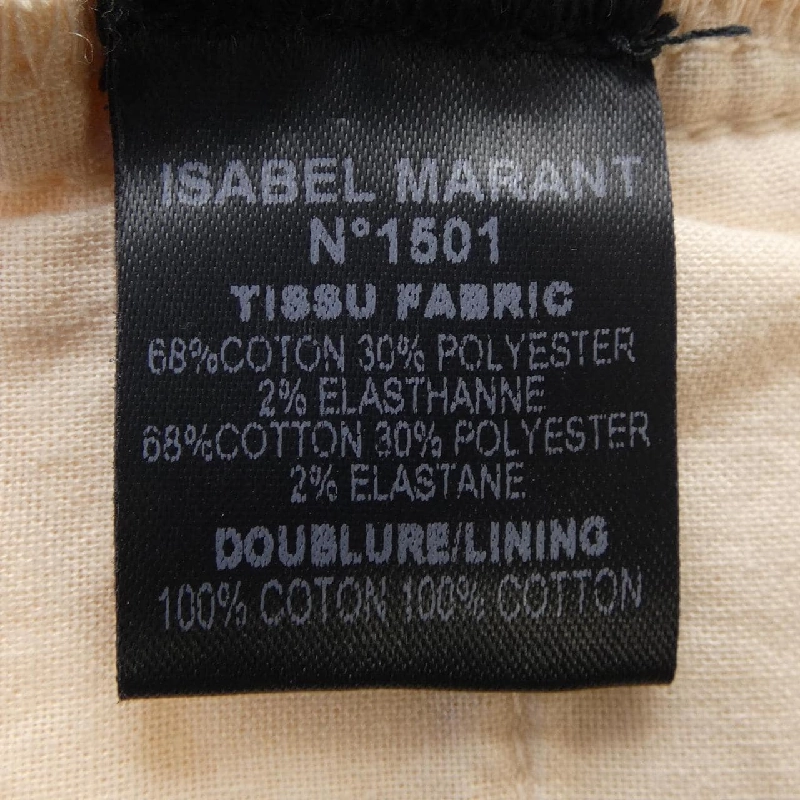 ISABEL MARANT
N°1501
TISSU FABRIC
68%COTON 30% POLYESTER
2% ELASTHANNE
68%COTTON 30% POLYESTER
2% ELASTANE
DOUBLURE/LINING
100% COTON 100% COTTON